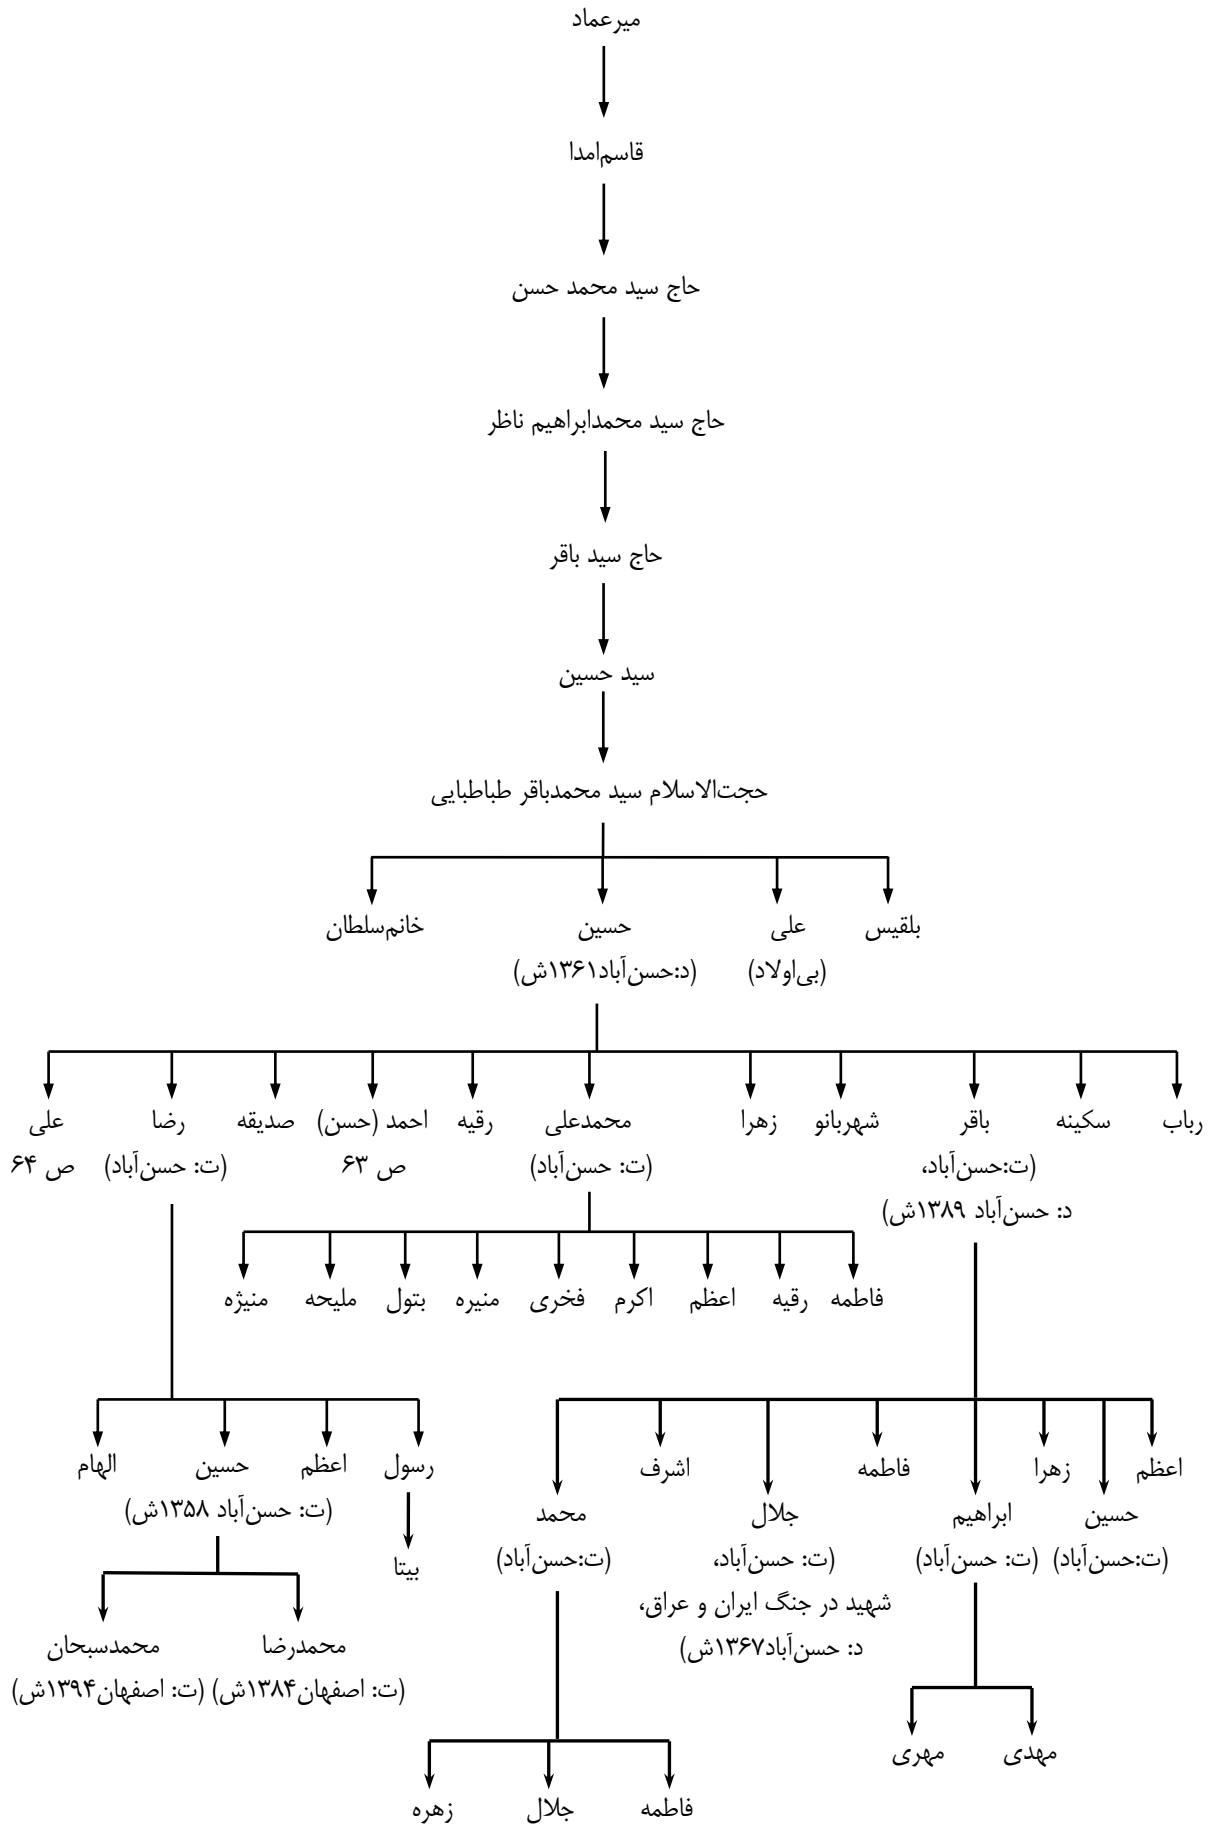 میرعماد
قاسم‌امدا
حاج سید محمد حسن
حاج سید محمدابراهیم ناظر
حاج سید باقر
سید حسین
حجت‌الاسلام سید محمدباقر طباطبایی
بلقیس علی حسین خانم‌سلطان
(بی‌اولاد) (د:حسن‌آباد۱۳۶۱ش)
رباب سکینه باقر شهربانو زهرا محمدعلی رقیه احمد (حسن) صدیقه رضا علی
(ت:حسن‌آباد، (ت: حسن‌آباد) ص ۶۳ (ت: حسن‌آباد) ص ۶۴
د: حسن‌آباد ۱۳۸۹ش)
فاطمه رقیه اعظم اکرم فخری منیره بتول ملیحه منیژه
اعظم زهرا فاطمه اشرف رسول اعظم حسین الهام
حسین ابراهیم جلال محمد (ت: حسن‌آباد ۱۳۵۸ش)
(ت:حسن‌آباد) (ت: حسن‌آباد) (ت: حسن‌آباد، (ت:حسن‌آباد) بیتا
شهید در جنگ ایران و عراق،
د: حسن‌آباد۱۳۶۷ش) محمدرضا محمدسبحان
(ت: اصفهان۱۳۸۴ش) (ت: اصفهان۱۳۹۴ش)
مهدی مهری
فاطمه جلال زهره